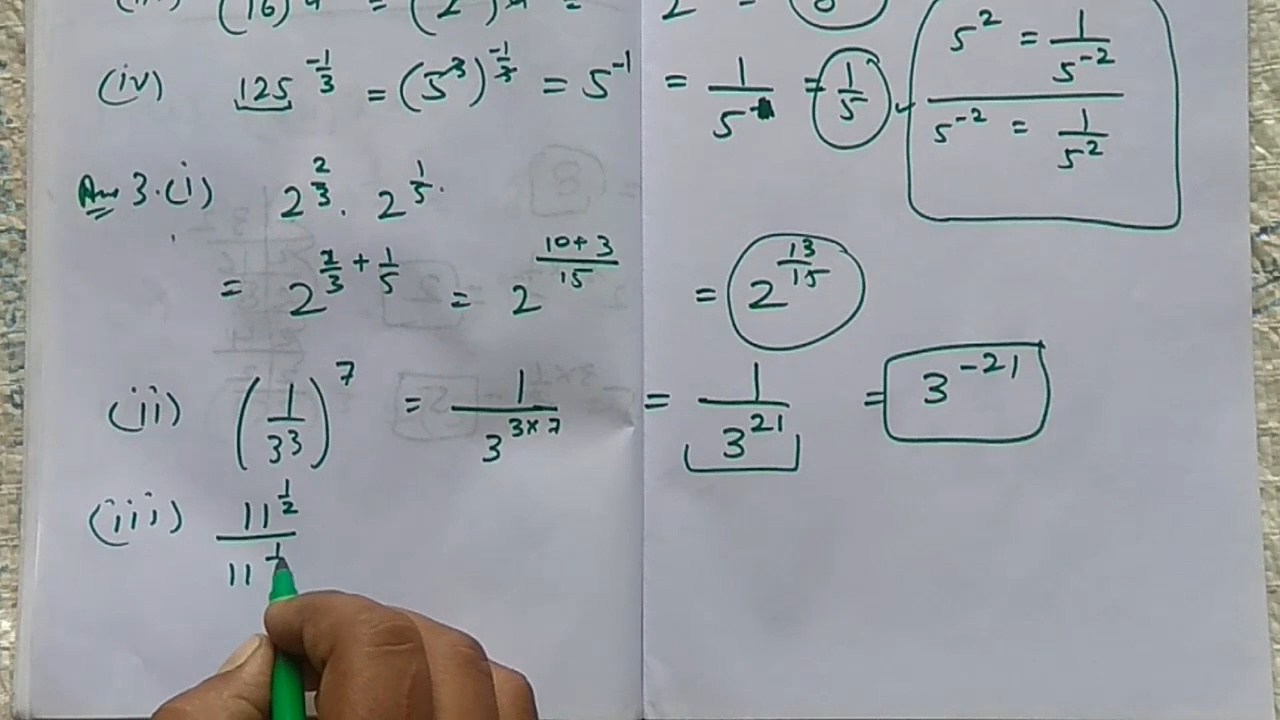 (16) = (2 ) = 2 =
(iv) 125^{-1/3} = (5^3)^{-1/3} = 5^{-1} = 1/5 = 1/5
5^2 = 1/5^{-2}
5^{-2} = 1/5^2
Ans 3.(i) 2^{2/3} . 2^{1/5}.
= 2^{2/3 + 1/5} = 2^{(10+3)/15} = 2^{13/15}
(ii) (1/3^3)^7 = 1/3^{3×7} = 1/3^{21} = 3^{-21}
(iii) 11^{1/2}/11